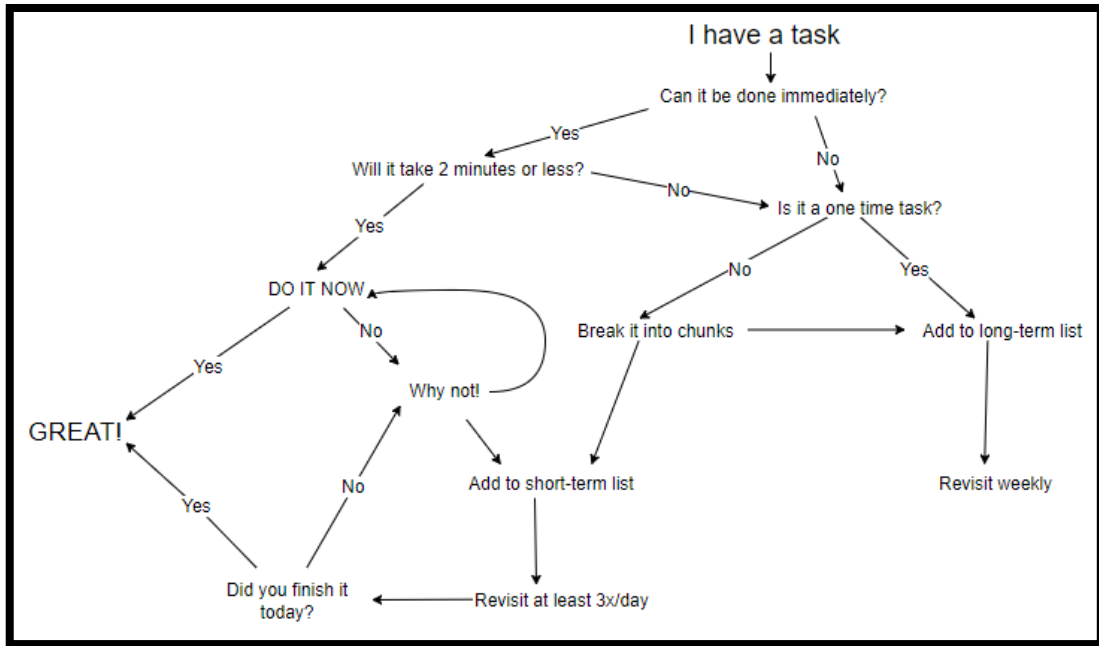 I have a task
Can it be done immediately?
Yes
No
Will it take 2 minutes or less?
No
Is it a one time task?
Yes
No
Yes
DO IT NOW
No
Break it into chunks
Add to long-term list
Yes
Why not!
GREAT!
No
Add to short-term list
Revisit weekly
Yes
Did you finish it
today?
Revisit at least 3x/day